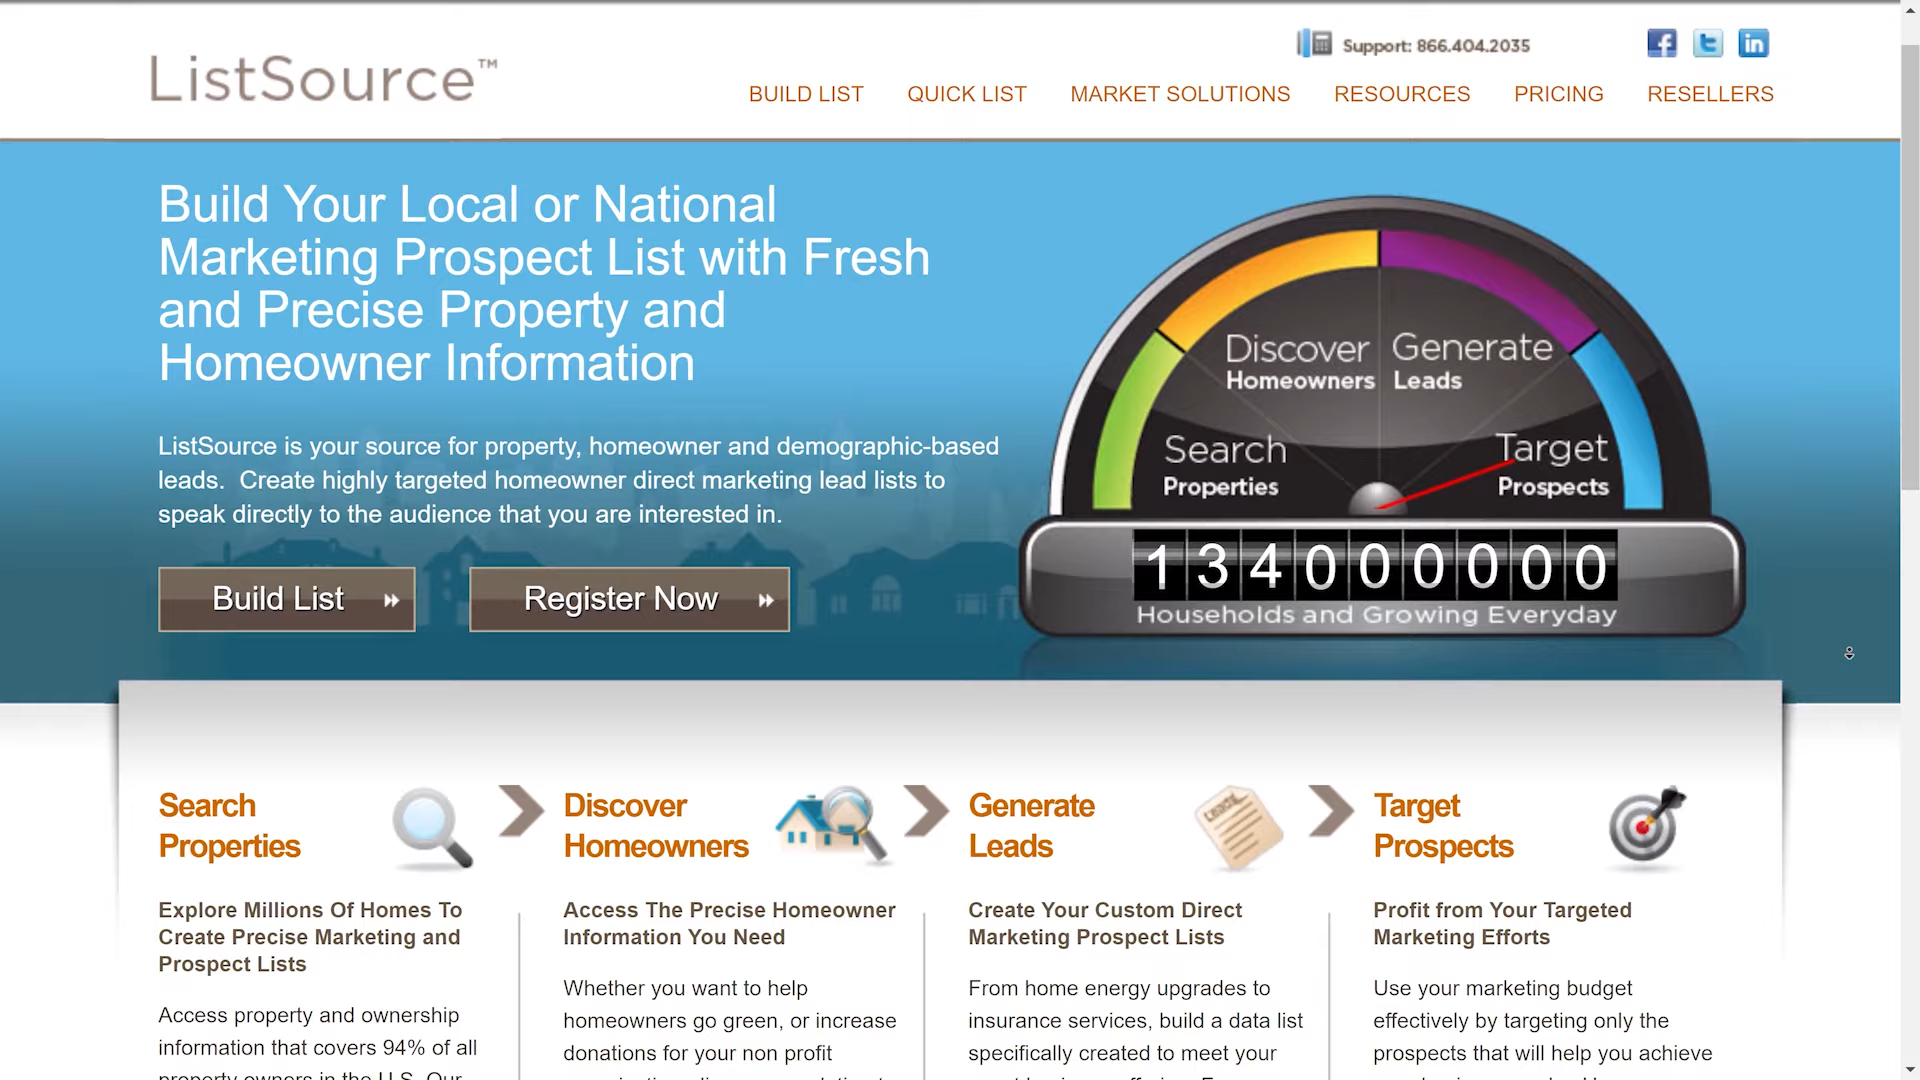 ListSource™
Support: 866.404.2035
BUILD LIST QUICK LIST MARKET SOLUTIONS RESOURCES PRICING RESELLERS
Build Your Local or National
Marketing Prospect List with Fresh
and Precise Property and
Homeowner Information
ListSource is your source for property, homeowner and demographic-based
leads. Create highly targeted homeowner direct marketing lead lists to
speak directly to the audience that you are interested in.
Build List
Register Now
Discover
Homeowners
Generate
Leads
Search
Properties
Target
Prospects
134000000
Households and Growing Everyday
Search
Properties
Explore Millions Of Homes To
Create Precise Marketing and
Prospect Lists
Access property and ownership
information that covers 94% of all
property owners in the U.S. Our
Discover
Homeowners
Access The Precise Homeowner
Information You Need
Whether you want to help
homeowners go green, or increase
donations for your non profit
Generate
Leads
LEADS
Create Your Custom Direct
Marketing Prospect Lists
From home energy upgrades to
insurance services, build a data list
specifically created to meet your
Target
Prospects
Profit from Your Targeted
Marketing Efforts
Use your marketing budget
effectively by targeting only the
prospects that will help you achieve